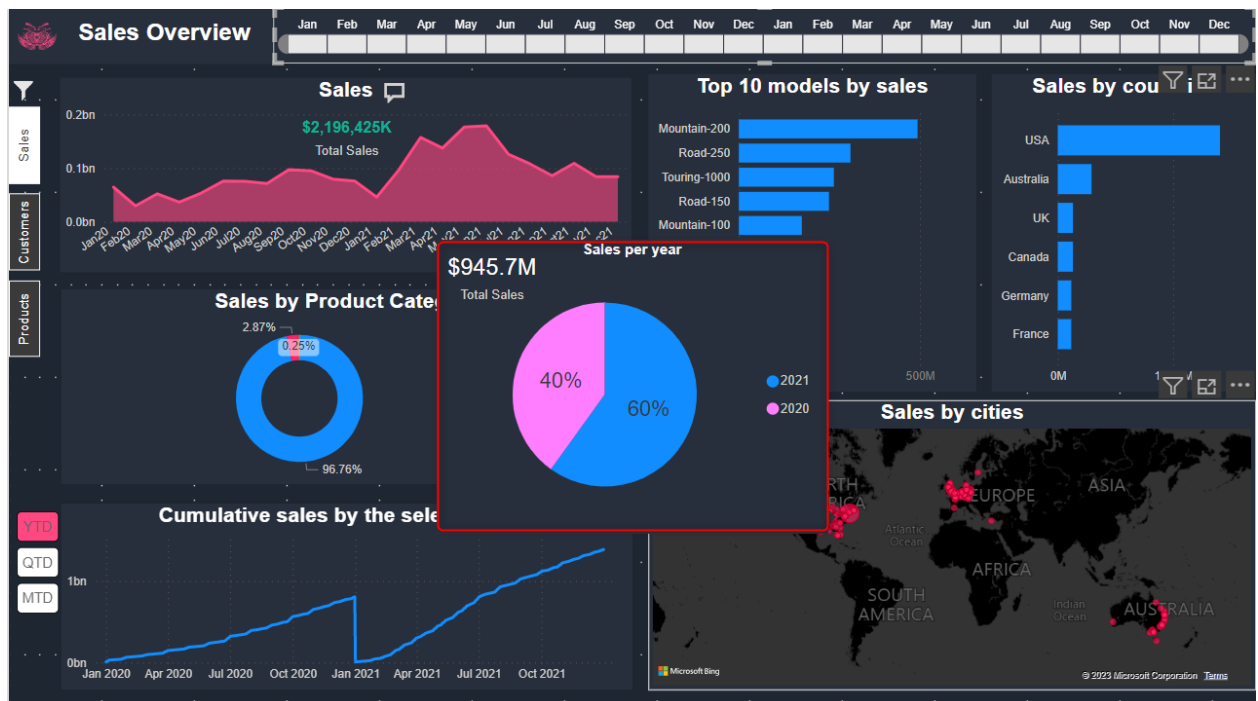 Sales Overview
Jan Feb Mar Apr May Jun Jul Aug Sep Oct Nov Dec Jan Feb Mar Apr May Jun Jul Aug Sep Oct Nov Dec
Sales
Customers
Products
Sales
$2,196,425K
Total Sales
0.2bn
0.1bn
0.0bn
Jan20 Feb20 Mar20 Apr20 May20 Jun20 Jul20 Aug20 Sep20 Oct20 Nov20 Dec20 Jan21 Feb21 Mar21 Apr21
Top 10 models by sales
Mountain-200
Road-250
Touring-1000
Road-150
Mountain-100
500M
Sales by cou
USA
Australia
UK
Canada
Germany
France
0M
Sales by Product Cate
2.87%
0.25%
96.76%
Sales per year
$945.7M
Total Sales
40%
60%
2021
2020
Sales by cities
EUROPE
ASIA
Atlantic
Ocean
AFRICA
SOUTH
AMERICA
Indian
Ocean
AUSTRALIA
Microsoft Bing
© 2023 Microsoft Corporation Terms
YTD
QTD
MTD
Cumulative sales by the sele
1bn
0bn
Jan 2020 Apr 2020 Jul 2020 Oct 2020 Jan 2021 Apr 2021 Jul 2021 Oct 2021